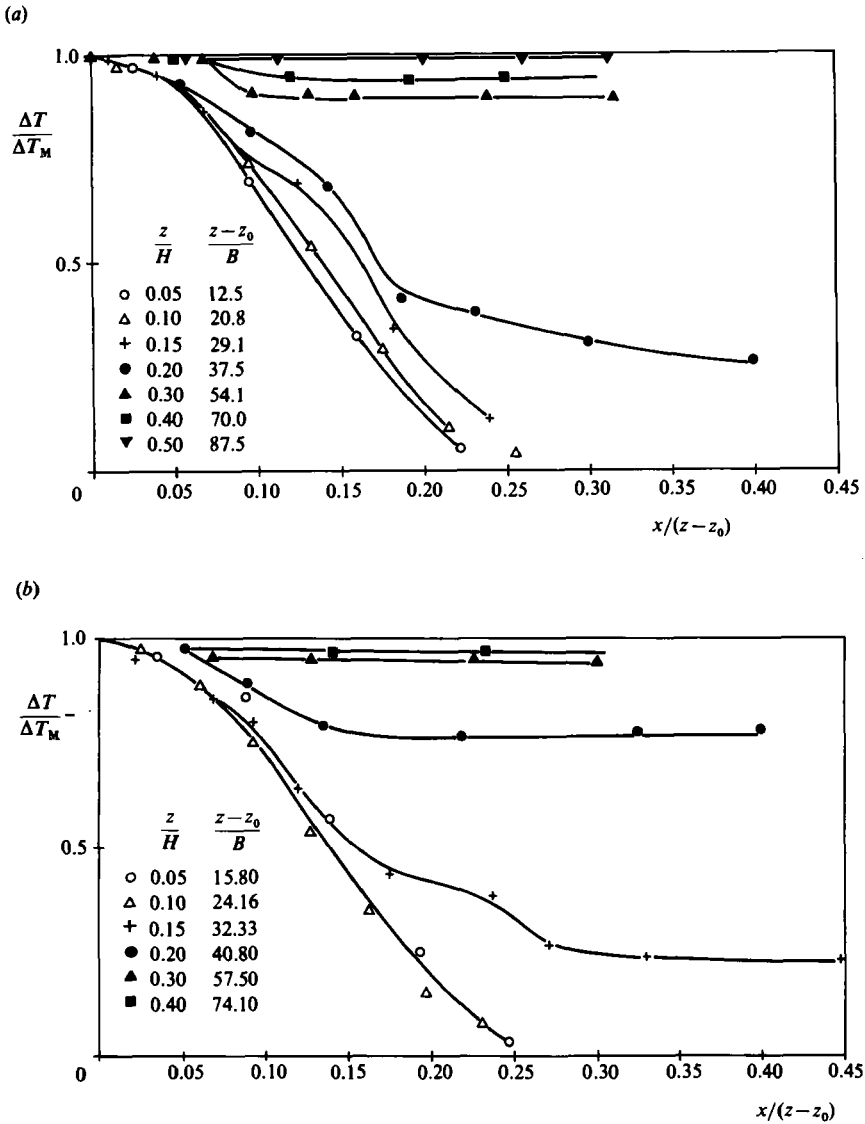 (a)
1.0
ΔT
ΔT_M
0.5
z/H (z−z₀)/B
○ 0.05 12.5
△ 0.10 20.8
+ 0.15 29.1
● 0.20 37.5
▲ 0.30 54.1
■ 0.40 70.0
▼ 0.50 87.5
0 0.05 0.10 0.15 0.20 0.25 0.30 0.35 0.40 0.45
x/(z−z₀)
(b)
1.0
ΔT
ΔT_M
0.5
z/H (z−z₀)/B
○ 0.05 15.80
△ 0.10 24.16
+ 0.15 32.33
● 0.20 40.80
▲ 0.30 57.50
■ 0.40 74.10
0 0.05 0.10 0.15 0.20 0.25 0.30 0.35 0.40 0.45
x/(z−z₀)